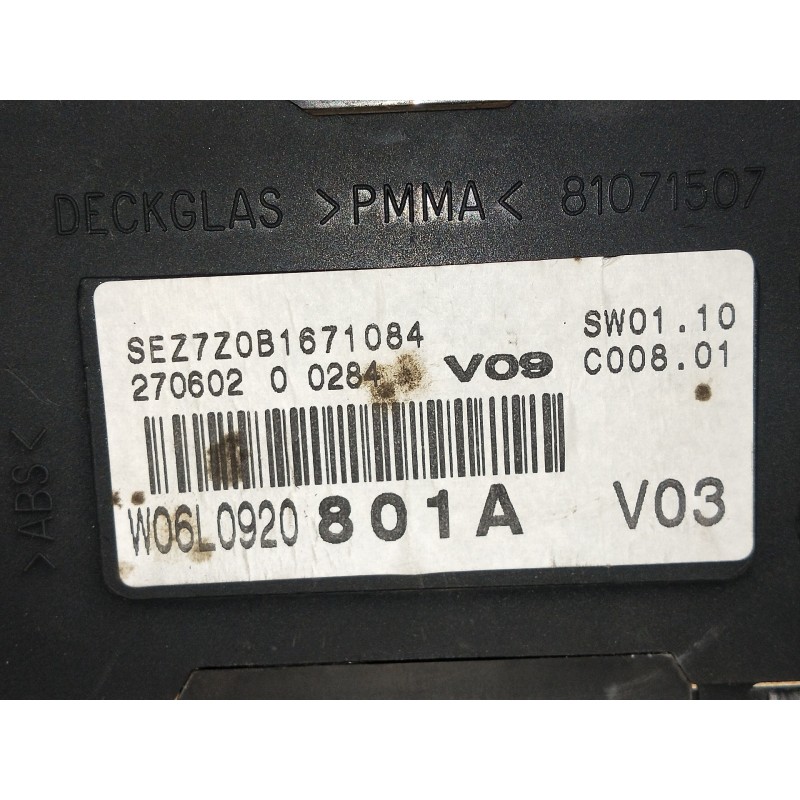 DECKGLAS >PMMA< 81071507
SEZ7Z0B1671084 SW01.10
270602 0 0284 V09 C008.01
W06L0920 801A V03
>ABS<